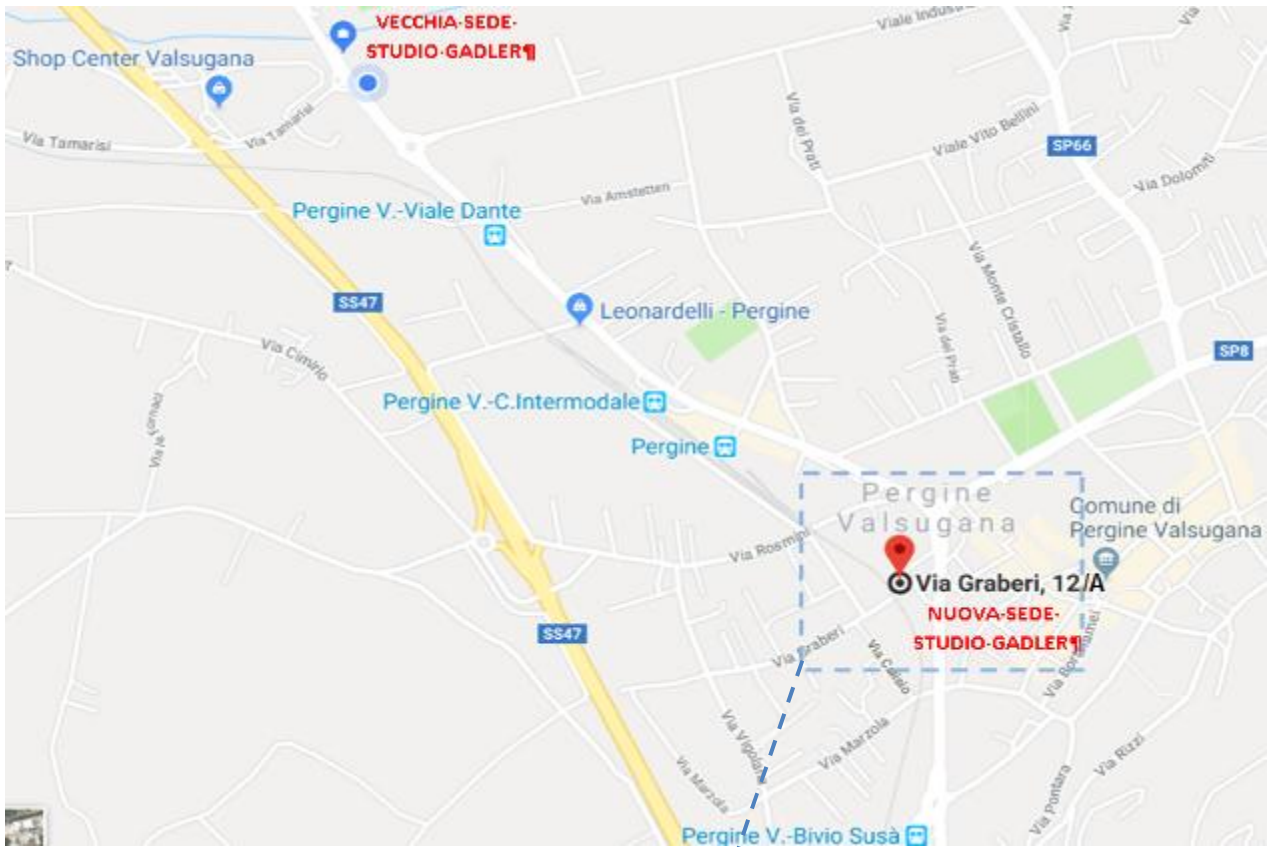 VECCHIA-SEDE-
STUDIO-GADLER¶
Viale Indus
Shop Center Valsugana
Via Tamarisi
Via Tamarisi
Via dei Prati
Viale Vito Bellini
SP66
Via Dolomiti
Via Amstetten
Pergine V.-Viale Dante
SS47
Leonardelli - Pergine
Via Monte Cristallo
Via dei Prati
SP8
Via Cimirlo
Via le Fornaci
Pergine V.-C.Intermodale
Pergine
Pergine
Valsugana
Comune di
Pergine Valsugana
Via Rosmini
Via Graberi, 12/A
NUOVA-SEDE-
STUDIO-GADLER¶
SS47
Via Graberi
Via Calisio
Via Vigolana
Via Marzola
Via Marzola
Via Rizzi
Via Pontara
Pergine V.-Bivio Susà